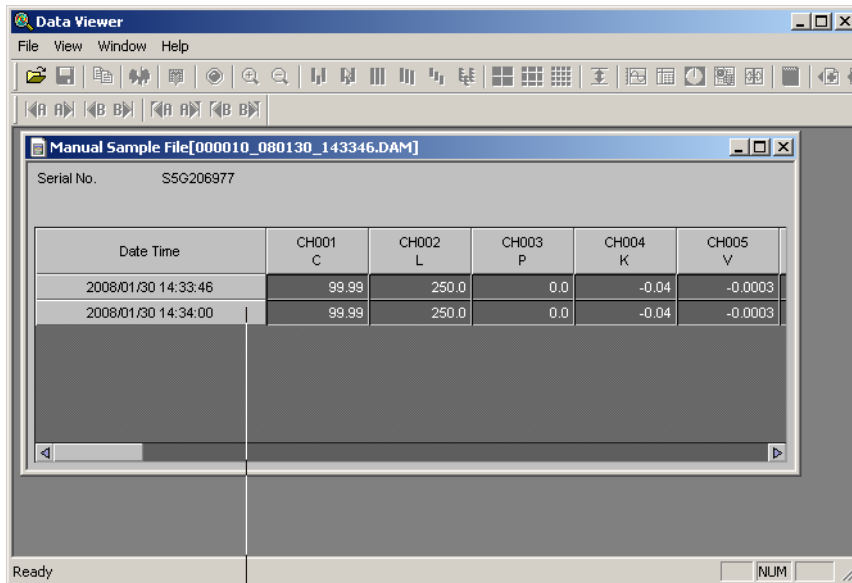 Data Viewer
File View Window Help
A A B B A A B B
Manual Sample File[000010_080130_143346.DAM]
Serial No. S5G206977
Date Time CH001 CH002 CH003 CH004 CH005
C L P K V
2008/01/30 14:33:46 99.99 250.0 0.0 -0.04 -0.0003
2008/01/30 14:34:00 99.99 250.0 0.0 -0.04 -0.0003
Ready NUM